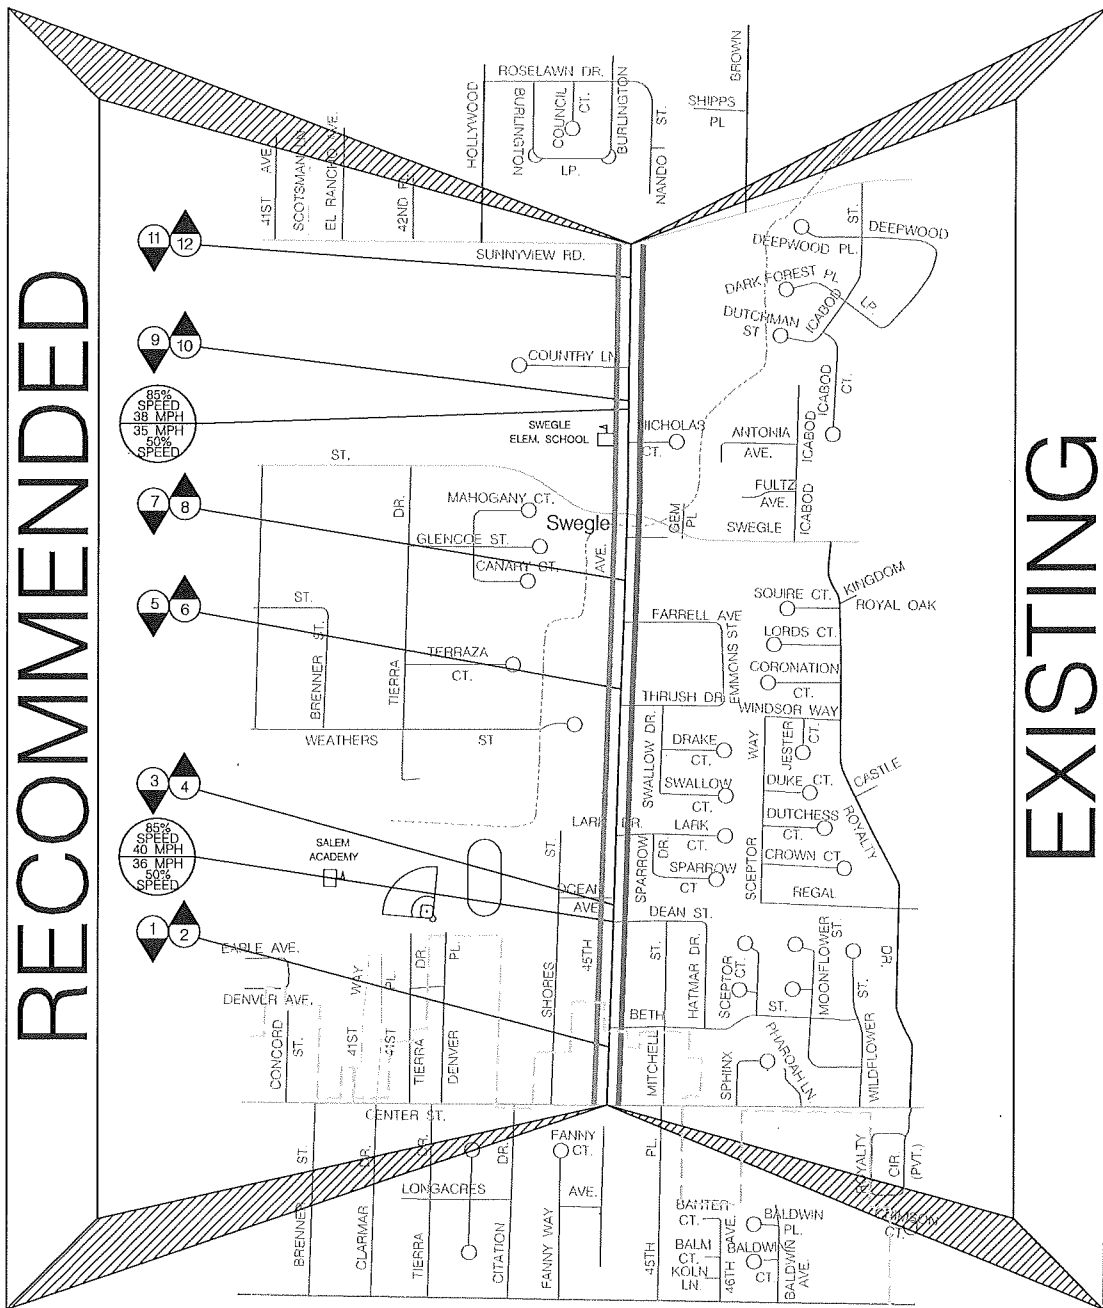 RECOMMENDED
EXISTING
ROSELAWN DR.
HOLLYWOOD
BURLINGTON
COUNCIL
CT.
BURLINGTON
LP.
NANDO
ST.
SHIPPS
PL
BROWN
41ST AVE.
EL RANCHO AVE.
SUNNYVIEW RD.
11
12
9
10
85%
SPEED
38 MPH
35 MPH
50%
SPEED
7
8
5
6
3
4
85%
SPEED
40 MPH
36 MPH
50%
SPEED
1
2
DEEPWOOD PL.
DEEPWOOD
LP.
ST.
ICABOD
DARK FOREST PL
DUTCHMAN
ST
ICABOD
CT.
COUNTRY LN
SWEGLE
ELEM. SCHOOL
CT.
ANTONIA
AVE.
ICABOD
FULTZ
AVE.
SWEGLE
ICABOD
GEM
PL
ST.
DR.
MAHOGANY CT.
Swegle
GLENCOE ST.
CANARY CT.
AVE.
ST.
BRENNER ST.
TIERRA
TERRAZA
CT.
WEATHERS
ST
KINGDOM
SQUIRE CT.
ROYAL OAK
FARRELL AVE
LORDS CT.
EMMONS ST
CORONATION
CT.
THRUSH DR.
WINDSOR WAY
SWALLOW DR.
DRAKE
CT.
WAY
JESTER
CT.
SWALLOW
CT.
DUKE CT.
CASTLE
LARK DR.
LARK
CT.
DUTCHESS
CT.
ROYALTY
SPARROW
DR.
SPARROW
CT
SCEPTOR
CROWN CT
REGAL
SALEM
ACADEMY
ST.
OCEAN
AVE
DEAN ST.
45TH
SHORES
EARLE AVE.
DENVER AVE.
CONCORD
ST.
WAY
41ST
PL.
41ST
DR.
TIERRA
PL.
DENVER
ST.
HATMAR DR.
SCEPTOR
CT.
MOONFLOWER
ST.
ST.
DR.
BETH
ST.
MITCHELL
SPHINX
PHAROAH LN
WILDFLOWER
CENTER ST.
ST.
BRENNER
DR.
CLARMAR
DR.
TIERRA
LONGACRES
DR.
CITATION
FANNY
CT.
AVE.
FANNY WAY
PL.
45TH
CT.
BALM
CT.
KOLN
LN.
46TH AVE.
BALDWIN
PL.
BALDWIN
CT.
BALDWIN
AVE.
ROYALTY
CIR.
(PVT.)
CRIMSON
CT.